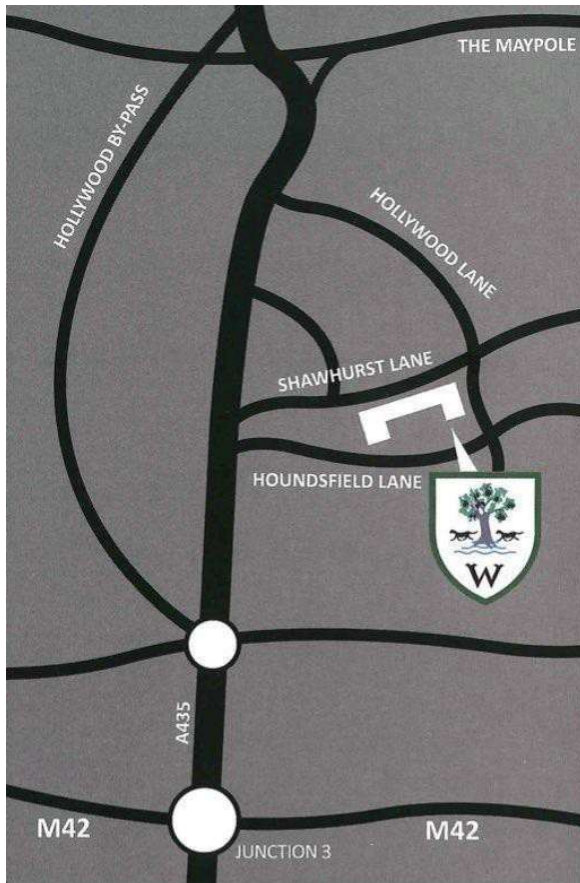 THE MAYPOLE
HOLLYWOOD BY-PASS
HOLLYWOOD LANE
SHAWHURST LANE
HOUNDSFIELD LANE
W
A435
M42
M42
JUNCTION 3